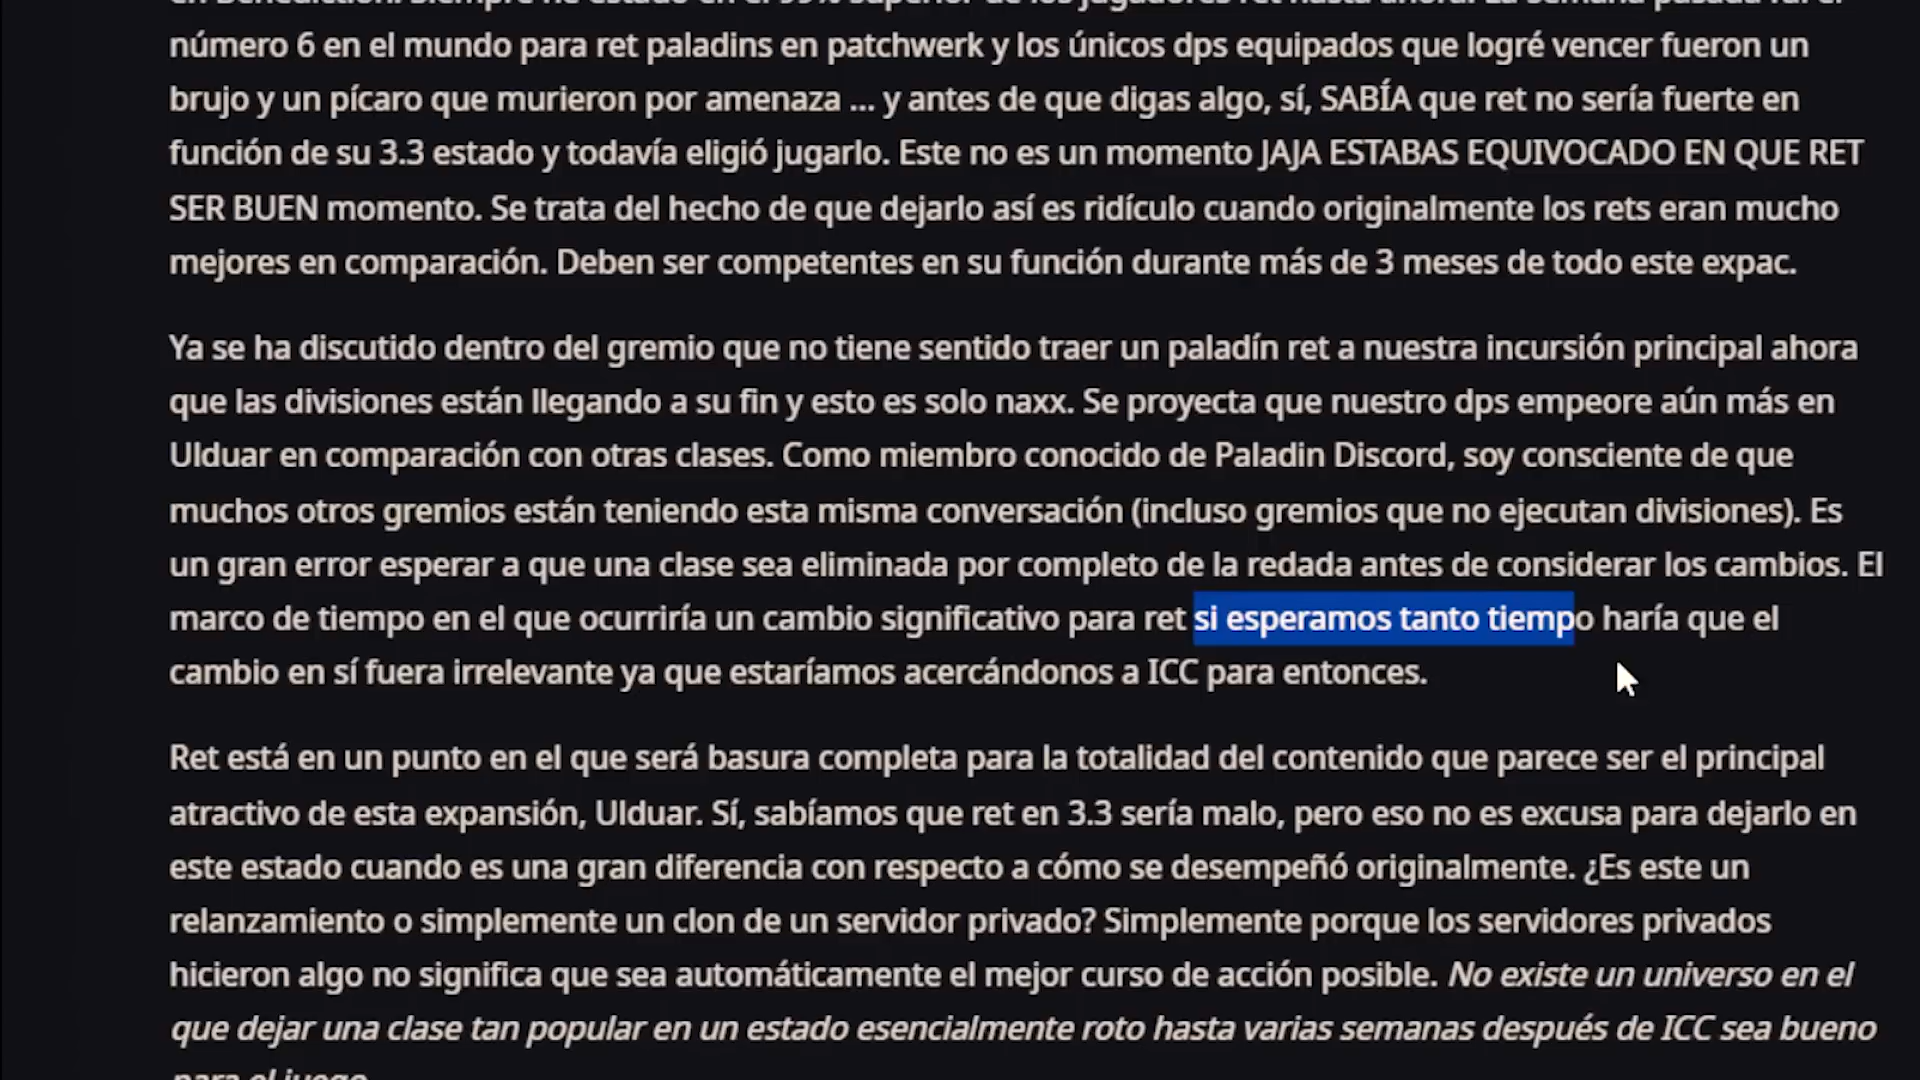 número 6 en el mundo para ret paladins en patchwerk y los únicos dps equipados que logré vencer fueron un
brujo y un pícaro que murieron por amenaza ... y antes de que digas algo, sí, SABÍA que ret no sería fuerte en
función de su 3.3 estado y todavía eligió jugarlo. Este no es un momento JAJA ESTABAS EQUIVOCADO EN QUE RET
SER BUEN momento. Se trata del hecho de que dejarlo así es ridículo cuando originalmente los rets eran mucho
mejores en comparación. Deben ser competentes en su función durante más de 3 meses de todo este expac.
Ya se ha discutido dentro del gremio que no tiene sentido traer un paladín ret a nuestra incursión principal ahora
que las divisiones están llegando a su fin y esto es solo naxx. Se proyecta que nuestro dps empeore aún más en
Ulduar en comparación con otras clases. Como miembro conocido de Paladin Discord, soy consciente de que
muchos otros gremios están teniendo esta misma conversación (incluso gremios que no ejecutan divisiones). Es
un gran error esperar a que una clase sea eliminada por completo de la redada antes de considerar los cambios. El
marco de tiempo en el que ocurriría un cambio significativo para ret si esperamos tanto tiempo haría que el
cambio en sí fuera irrelevante ya que estaríamos acercándonos a ICC para entonces.
Ret está en un punto en el que será basura completa para la totalidad del contenido que parece ser el principal
atractivo de esta expansión, Ulduar. Sí, sabíamos que ret en 3.3 sería malo, pero eso no es excusa para dejarlo en
este estado cuando es una gran diferencia con respecto a cómo se desempeñó originalmente. ¿Es este un
relanzamiento o simplemente un clon de un servidor privado? Simplemente porque los servidores privados
hicieron algo no significa que sea automáticamente el mejor curso de acción posible. No existe un universo en el
que dejar una clase tan popular en un estado esencialmente roto hasta varias semanas después de ICC sea bueno
para el juego